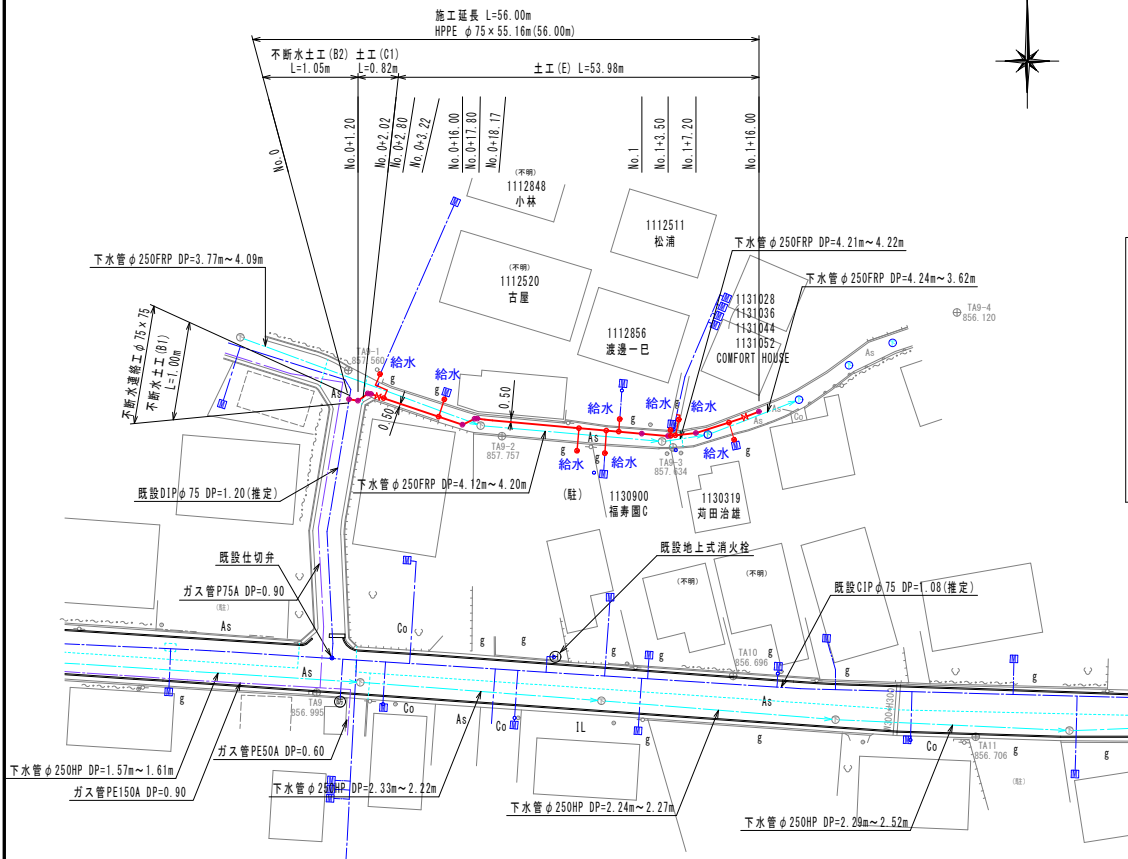 施工延長 L=56.00m
HPPE φ75×55.16m(56.00m)
不断水土工(B2)
L=1.05m
土工(C1)
L=0.82m
土工(E) L=53.98m
No.0
No.0+1.20
No.0+2.02
No.0+2.80
No.0+3.22
No.0+16.00
No.0+17.80
No.0+18.17
No.1
No.1+3.50
No.1+7.20
No.1+16.00
(不明)
1112848
小林
1112511
松浦
(不明)
1112520
古屋
1112856
渡邊一巳
下水管φ250FRP DP=4.21m～4.22m
下水管φ250FRP DP=4.24m～3.62m
下水管φ250FRP DP=3.77m～4.09m
1131028
1131036
1131044
1131052
COMFORT HOUSE
TA9-4
856.120
不断水連絡工φ75×75
不断水土工(B1)
L=1.00m
TA9-1
857.560
給水
g
As
0.50
給水
g
0.50
給水
給水
g
As
As
As
Co
TA9-2
857.757
g
給水
g
給水
As
TA9-3
857.634
給水
g
下水管φ250FRP DP=4.12m～4.20m
(駐)
1130900
福寿園C
1130319
苅田治雄
既設DIPφ75 DP=1.20(推定)
既設仕切弁
ガス管P75A DP=0.90
(駐)
As
既設地上式消火栓
(不明)
(不明)
既設CIPφ75 DP=1.08(推定)
Co
g
g
g
TA10
856.696
g
g
g
As
As
g
TA9
856.995
Co
As
Co
IL
g
g
W300×H300
Co
g
TA11
856.706
(駐)
g
ガス管PE50A DP=0.60
下水管φ250HP DP=1.57m～1.61m
ガス管PE150A DP=0.90
下水管φ250HP DP=2.33m～2.22m
下水管φ250HP DP=2.24m～2.27m
下水管φ250HP DP=2.29m～2.52m